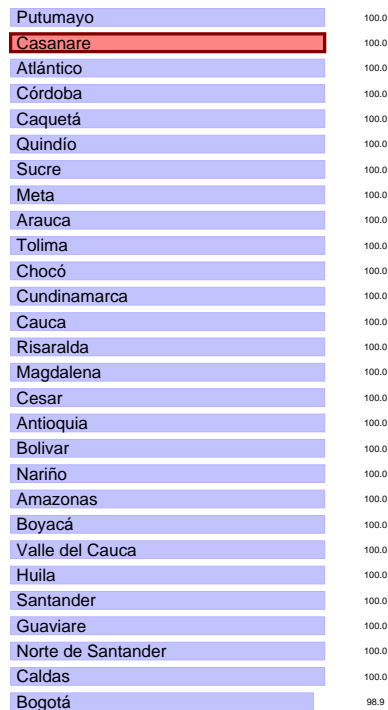 Putumayo 100.0
Casanare 100.0
Atlántico 100.0
Córdoba 100.0
Caquetá 100.0
Quindío 100.0
Sucre 100.0
Meta 100.0
Arauca 100.0
Tolima 100.0
Chocó 100.0
Cundinamarca 100.0
Cauca 100.0
Risaralda 100.0
Magdalena 100.0
Cesar 100.0
Antioquia 100.0
Bolivar 100.0
Nariño 100.0
Amazonas 100.0
Boyacá 100.0
Valle del Cauca 100.0
Huila 100.0
Santander 100.0
Guaviare 100.0
Norte de Santander 100.0
Caldas 100.0
Bogotá 98.9